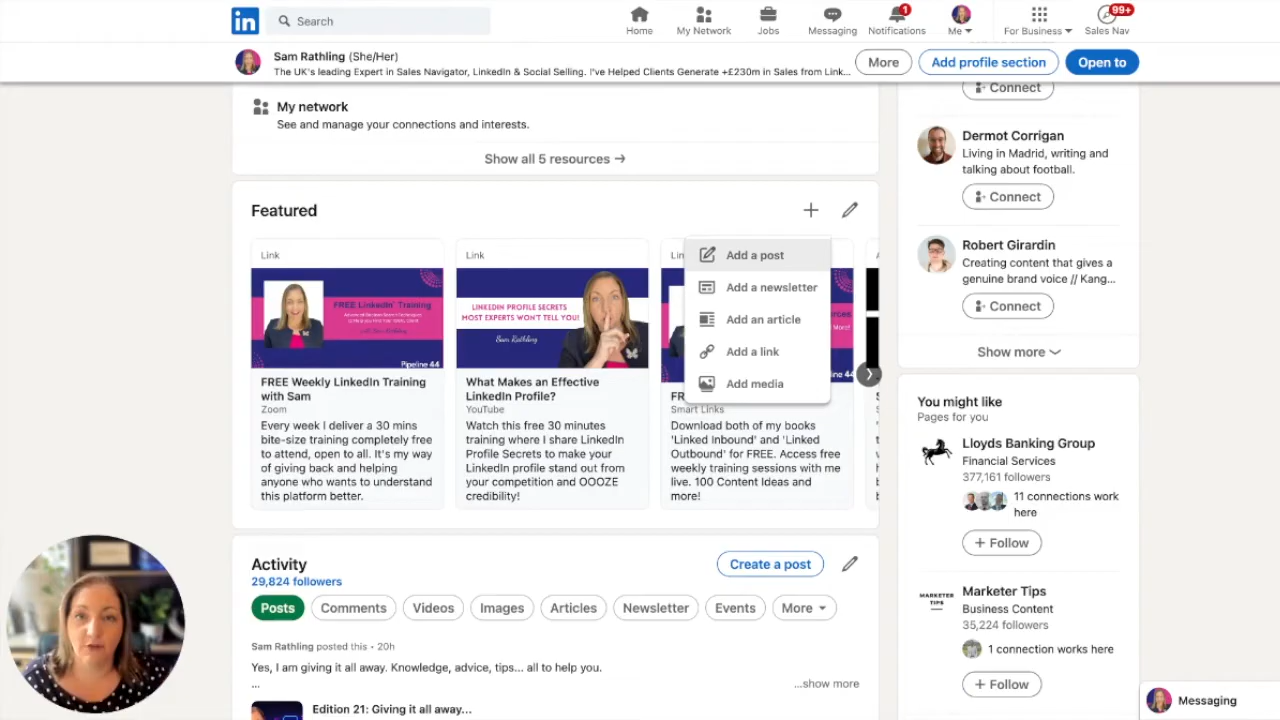 in
Search
Home
My Network
Jobs
Messaging
1
Notifications
Me
For Business
99+
Sales Nav
Sam Rathling (She/Her)
The UK's leading Expert in Sales Navigator, LinkedIn & Social Selling. I've Helped Clients Generate +£230m in Sales from Link...
More
Add profile section
Open to
My network
See and manage your connections and interests.
Show all 5 resources →
Featured
Link
FREE LinkedIn Training
Pipeline 44
FREE Weekly LinkedIn Training
with Sam
Zoom
Every week I deliver a 30 mins
bite-size training completely free
to attend, open to all. It's my way
of giving back and helping
anyone who wants to understand
this platform better.
Link
LINKEDIN PROFILE SECRETS
MOST EXPERTS WON'T TELL YOU!
Sam Rathling
What Makes an Effective
LinkedIn Profile?
YouTube
Watch this free 30 minutes
training where I share LinkedIn
Profile Secrets to make your
LinkedIn profile stand out from
your competition and OOOZE
credibility!
Lin
Add a post
Add a newsletter
Add an article
Add a link
Add media
More!
44
FR
Smart Links
Download both of my books
'Linked Inbound' and 'Linked
Outbound' for FREE. Access free
weekly training sessions with me
live. 100 Content Ideas and
more!
Activity
29,824 followers
Create a post
Posts
Comments
Videos
Images
Articles
Newsletter
Events
More
Sam Rathling posted this • 20h
Yes, I am giving it all away. Knowledge, advice, tips... all to help you.
...
...show more
Edition 21: Giving it all away...
Connect
Dermot Corrigan
Living in Madrid, writing and
talking about football.
Connect
Robert Girardin
Creating content that gives a
genuine brand voice // Kang...
Connect
Show more
You might like
Pages for you
Lloyds Banking Group
Financial Services
377,161 followers
11 connections work
here
+ Follow
MARKETER
TIPS
Marketer Tips
Business Content
35,224 followers
1 connection works here
+ Follow
Messaging